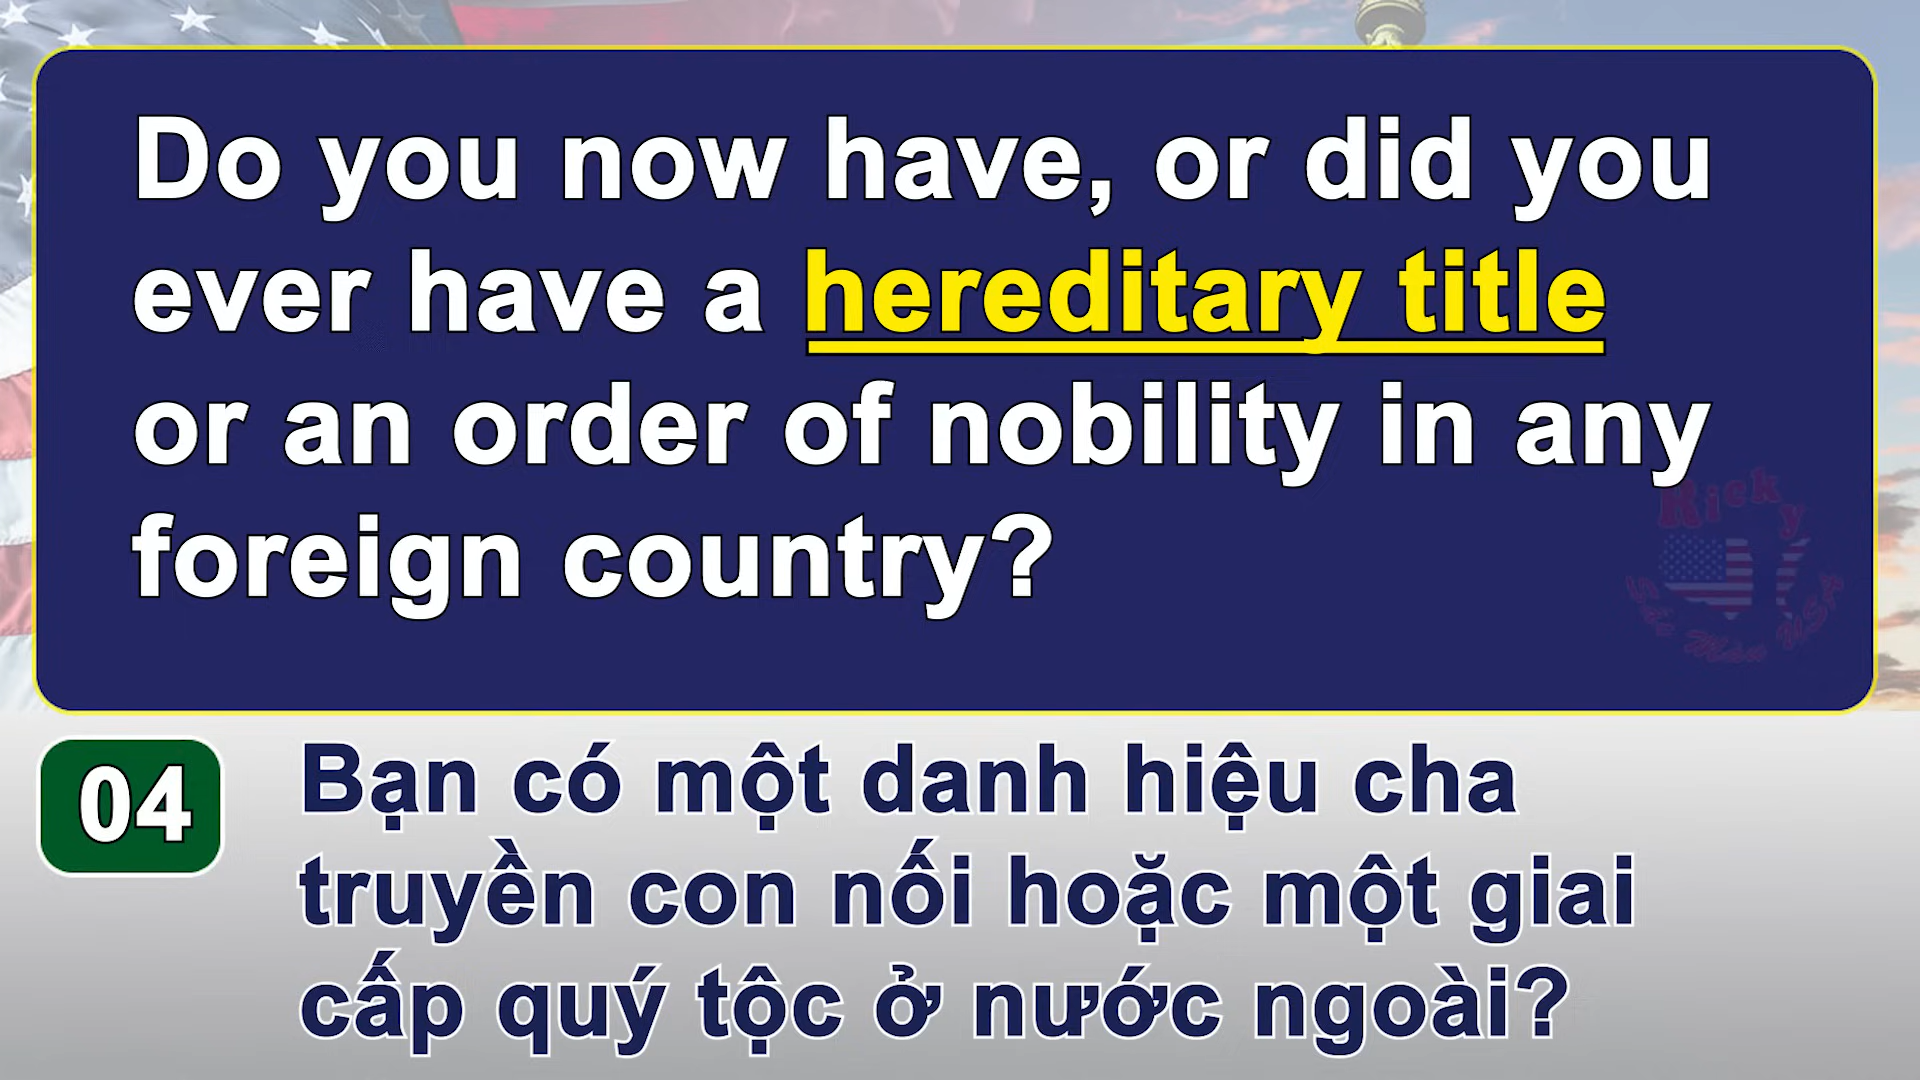 Do you now have, or did you
ever have a hereditary title
or an order of nobility in any
foreign country?
Ricky
04
Bạn có một danh hiệu cha
truyền con nối hoặc một giai
cấp quý tộc ở nước ngoài?